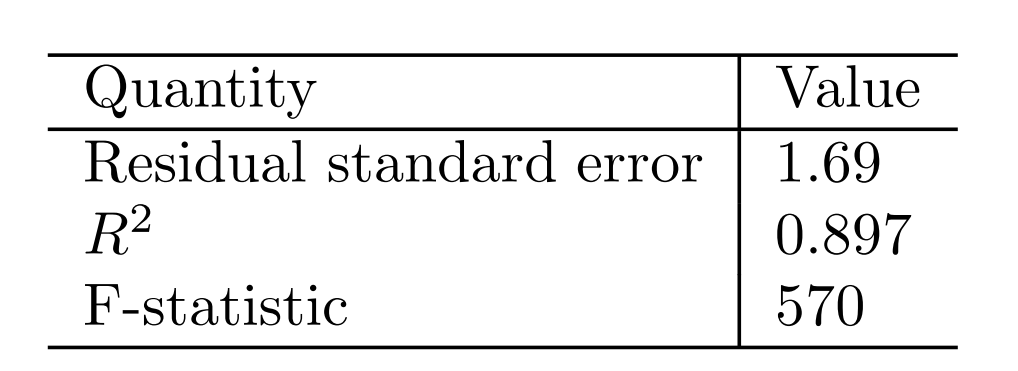 Quantity Value
Residual standard error 1.69
R² 0.897
F-statistic 570